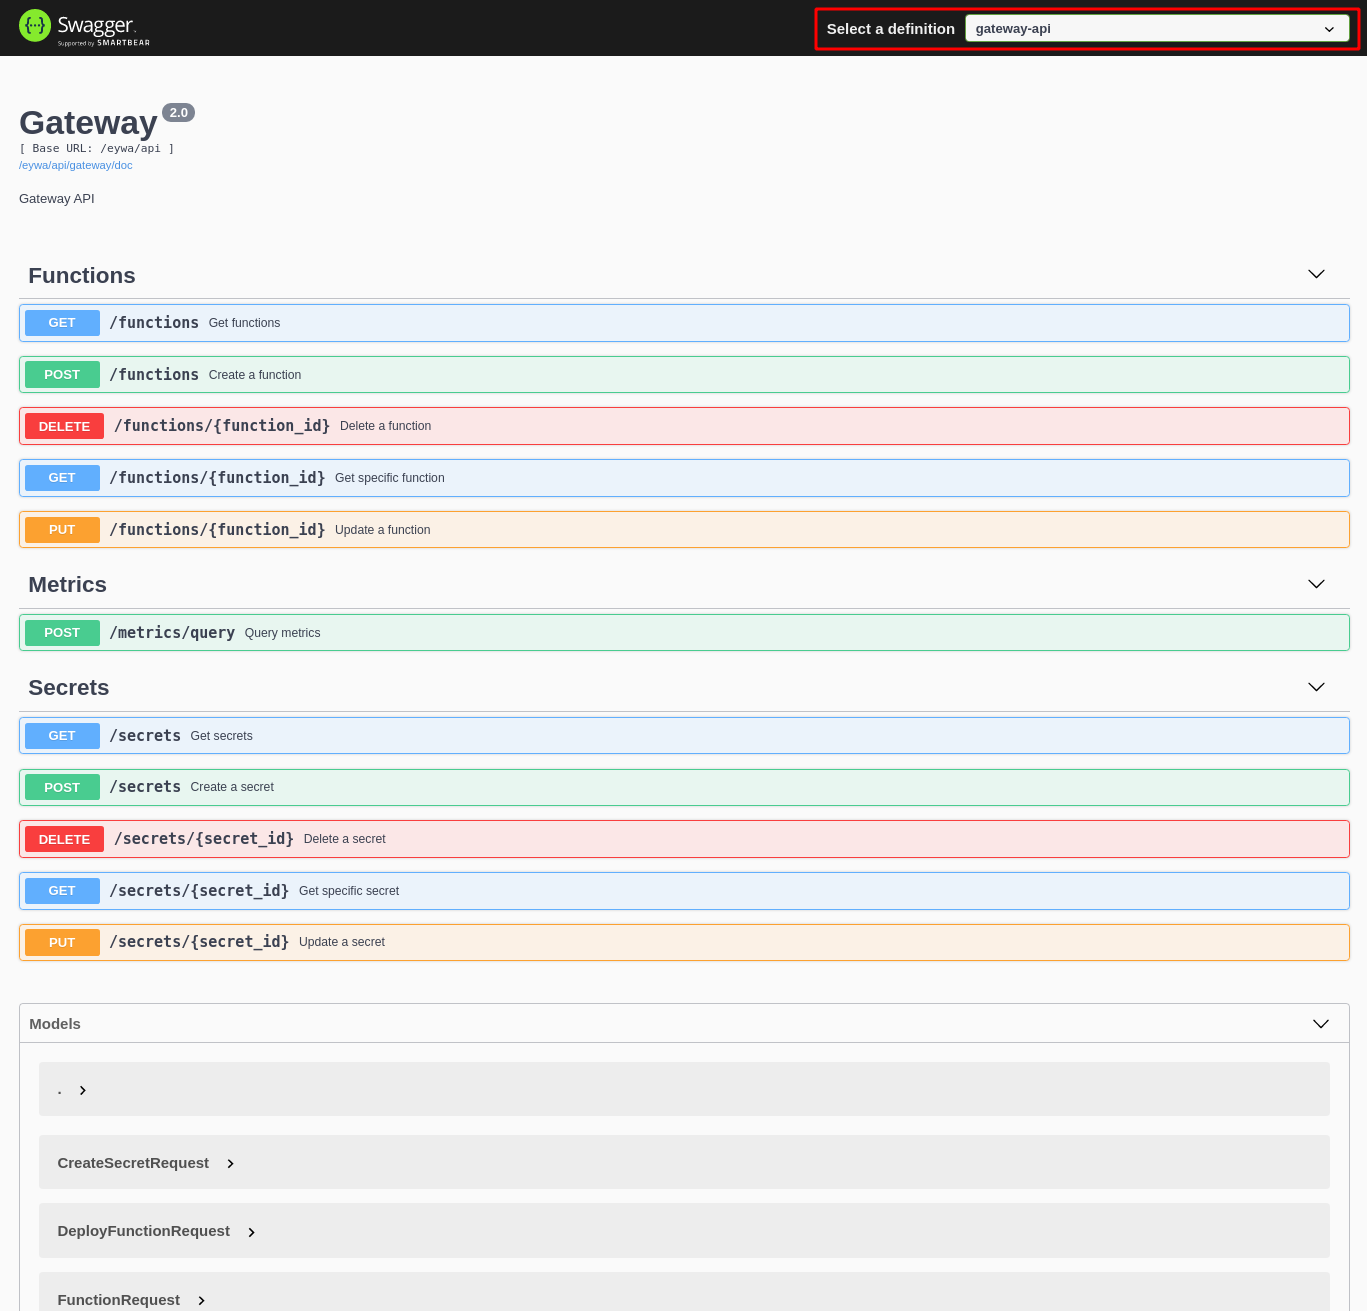 Swagger.
Supported by SMARTBEAR
Select a definition
gateway-api
Gateway 2.0
[ Base URL: /eywa/api ]
/eywa/api/gateway/doc
Gateway API
Functions
GET /functions Get functions
POST /functions Create a function
DELETE /functions/{function_id} Delete a function
GET /functions/{function_id} Get specific function
PUT /functions/{function_id} Update a function
Metrics
POST /metrics/query Query metrics
Secrets
GET /secrets Get secrets
POST /secrets Create a secret
DELETE /secrets/{secret_id} Delete a secret
GET /secrets/{secret_id} Get specific secret
PUT /secrets/{secret_id} Update a secret
Models
.
CreateSecretRequest
DeployFunctionRequest
FunctionRequest